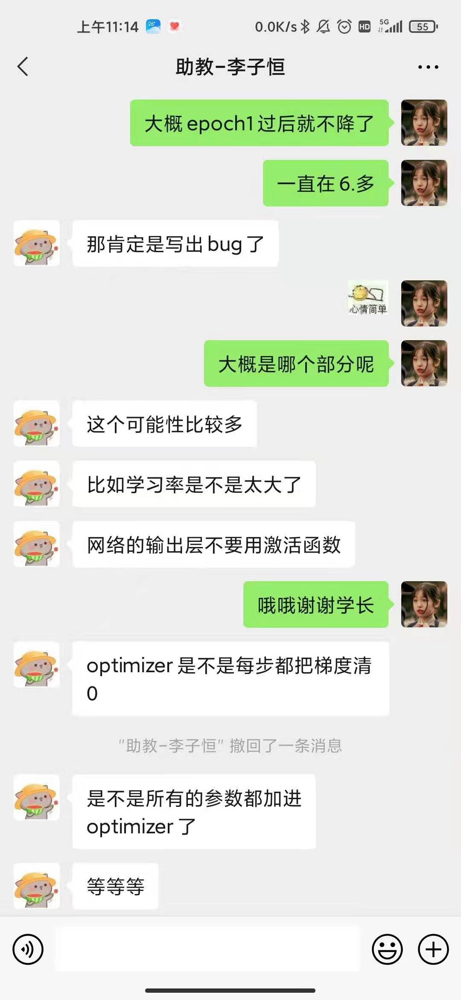 上午11:14
26°
0.0K/s
HD
5G
55
助教-李子恒
大概 epoch1 过后就不降了
一直在 6.多
那肯定是写出 bug 了
心情简单
大概是哪个部分呢
这个可能性比较多
比如学习率是不是太大了
网络的输出层不要用激活函数
哦哦谢谢学长
optimizer 是不是每步都把梯度清
0
"助教-李子恒" 撤回了一条消息
是不是所有的参数都加进
optimizer 了
等等等